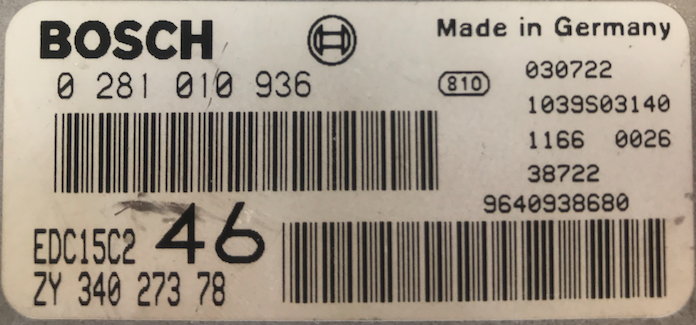 BOSCH
Made in Germany
0 281 010 936
810
030722
1039S03140
1166 0026
38722
9640938680
EDC15C2 46
ZY 340 273 78